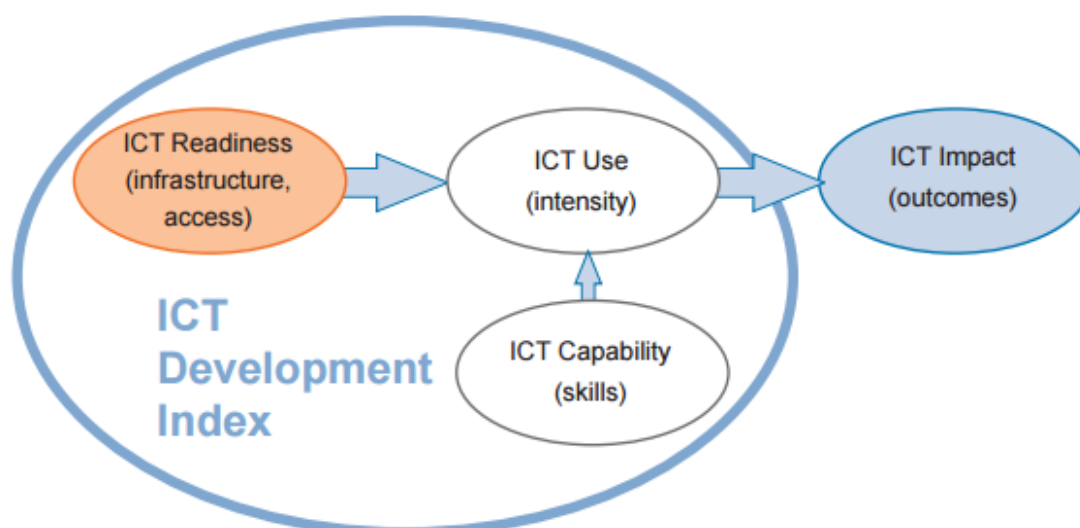 ICT Readiness
(infrastructure,
access)
ICT Use
(intensity)
ICT Impact
(outcomes)
ICT
Development
Index
ICT Capability
(skills)